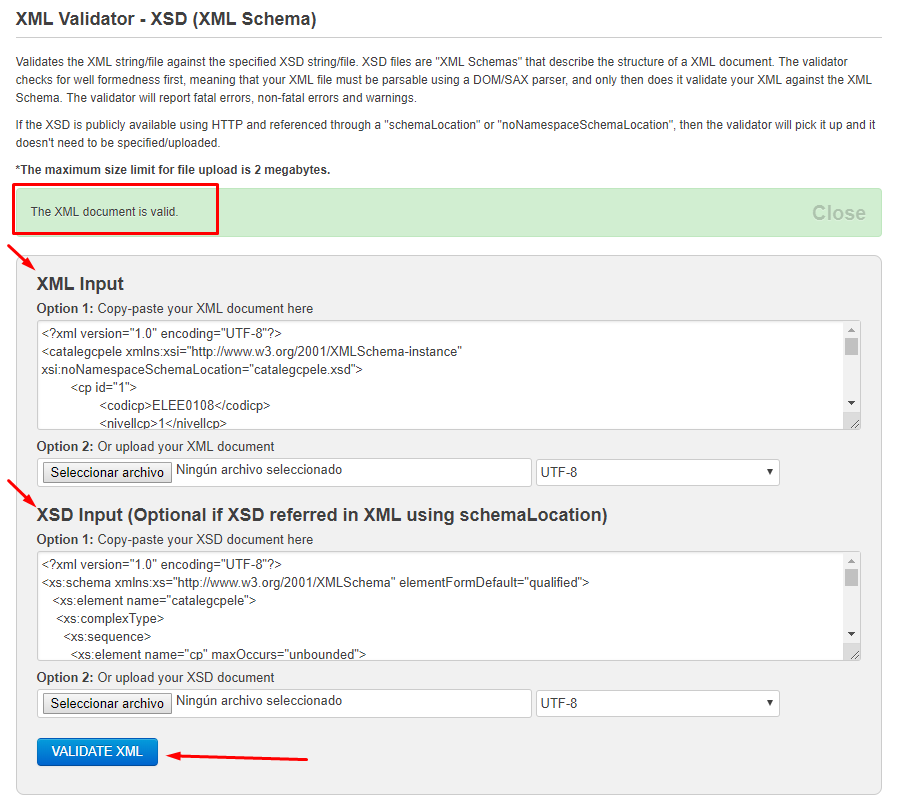 XML Validator - XSD (XML Schema)
Validates the XML string/file against the specified XSD string/file. XSD files are "XML Schemas" that describe the structure of a XML document. The validator
checks for well formedness first, meaning that your XML file must be parsable using a DOM/SAX parser, and only then does it validate your XML against the XML
Schema. The validator will report fatal errors, non-fatal errors and warnings.
If the XSD is publicly available using HTTP and referenced through a "schemaLocation" or "noNamespaceSchemaLocation", then the validator will pick it up and it
doesn't need to be specified/uploaded.
*The maximum size limit for file upload is 2 megabytes.
The XML document is valid.
Close
XML Input
Option 1: Copy-paste your XML document here
<?xml version="1.0" encoding="UTF-8"?>
<catalegcpele xmlns:xsi="http://www.w3.org/2001/XMLSchema-instance"
xsi:noNamespaceSchemaLocation="catalegcpele.xsd">
<cp id="1">
<codicp>ELEE0108</codicp>
<nivellcp>1</nivellcp>
Option 2: Or upload your XML document
Seleccionar archivo Ningún archivo seleccionado UTF-8
XSD Input (Optional if XSD referred in XML using schemaLocation)
Option 1: Copy-paste your XSD document here
<?xml version="1.0" encoding="UTF-8"?>
<xs:schema xmlns:xs="http://www.w3.org/2001/XMLSchema" elementFormDefault="qualified">
<xs:element name="catalegcpele">
<xs:complexType>
<xs:sequence>
<xs:element name="cp" maxOccurs="unbounded">
Option 2: Or upload your XSD document
Seleccionar archivo Ningún archivo seleccionado UTF-8
VALIDATE XML